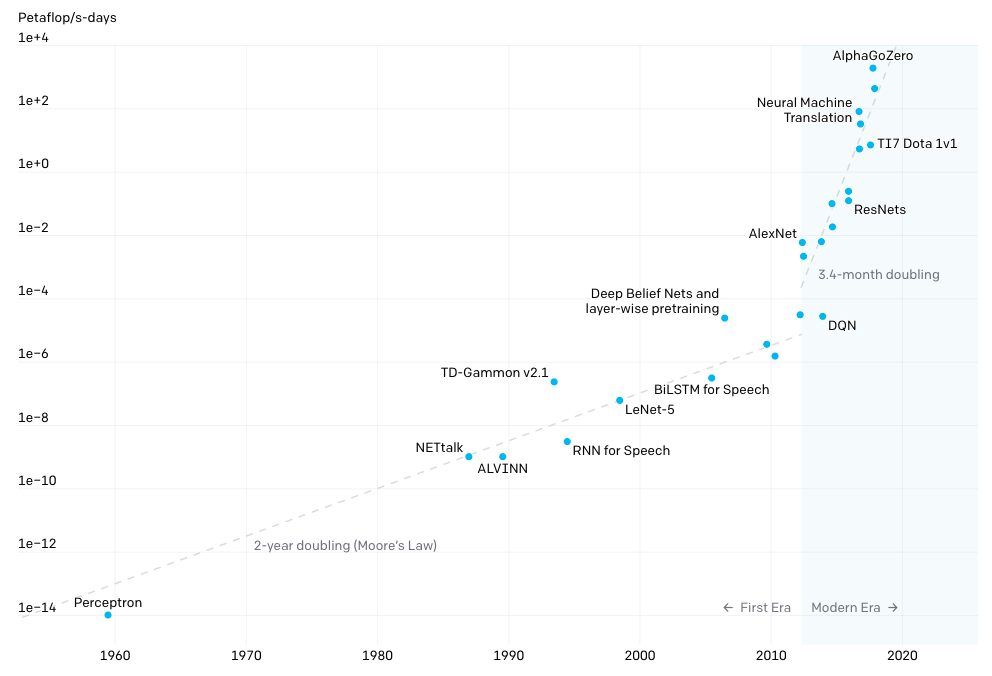 Petaflop/s-days
1e+4
AlphaGoZero
1e+2
Neural Machine
Translation
TI7 Dota 1v1
1e+0
ResNets
1e-2
AlexNet
3.4-month doubling
1e-4
Deep Belief Nets and
layer-wise pretraining
DQN
1e-6
TD-Gammon v2.1
BiLSTM for Speech
LeNet-5
1e-8
NETtalk
RNN for Speech
ALVINN
1e-10
1e-12
2-year doubling (Moore's Law)
Perceptron
1e-14
← First Era
Modern Era →
1960 1970 1980 1990 2000 2010 2020